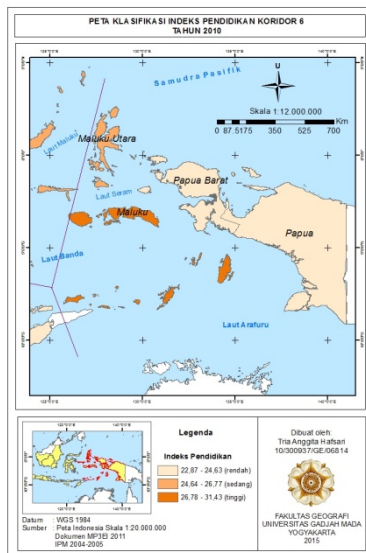 PETA KLASIFIKASI INDEKS PENDIDIKAN KORIDOR 6
TAHUN 2010
Samudra Pasifik
U
Skala 1:12.000.000
Km
0 87.5175 350 525 700
Laut Maluku
Maluku Utara
Laut Seram
Papua Barat
Maluku
Papua
Laut Banda
Laut Arafuru
Legenda
Indeks Pendidikan
22,87 - 24,63 (rendah)
24,64 - 26,77 (sedang)
26,78 - 31,43 (tinggi)
Datum : WGS 1984
Sumber : Peta Indonesia Skala 1:20.000.000
Dokumen MP3EI 2011
IPM 2004-2005
Dibuat oleh:
Tria Anggita Hafsari
10/300937/GE/06814
FAKULTAS GEOGRAFI
UNIVERSITAS GADJAH MADA
YOGYAKARTA
2015